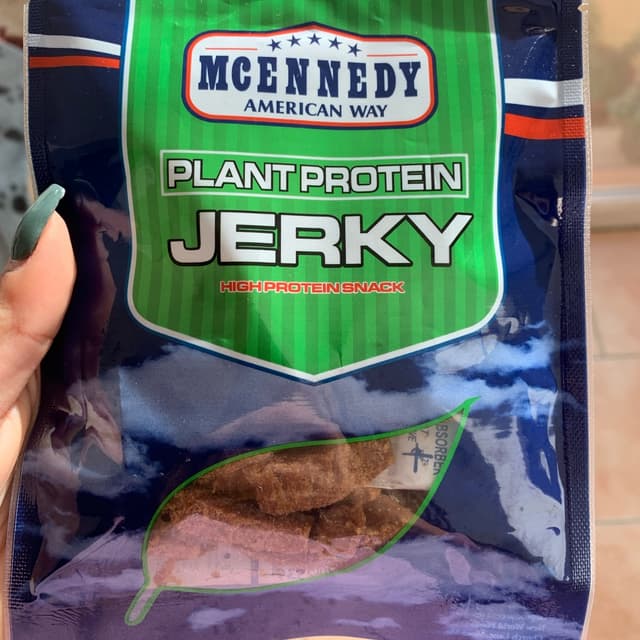 MCENNEDY
AMERICAN WAY
PLANT PROTEIN
JERKY
HIGH PROTEIN SNACK